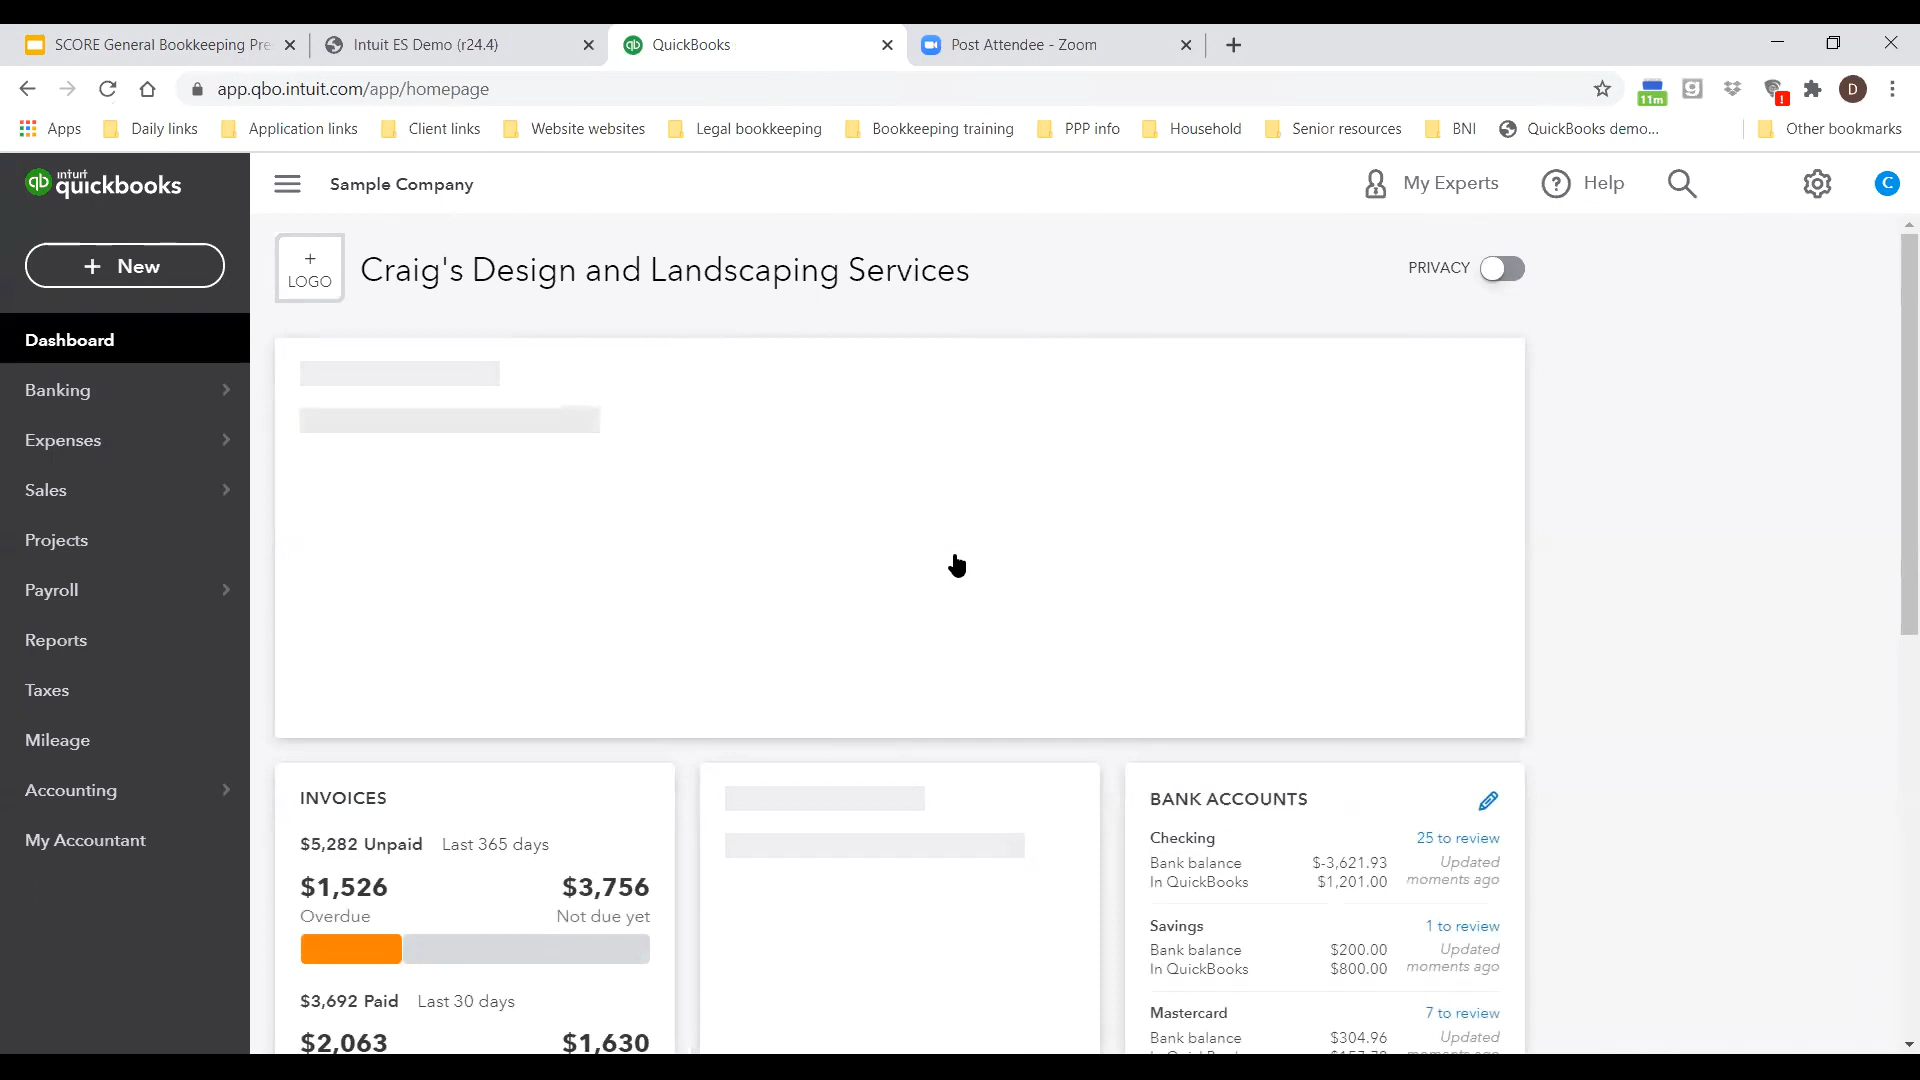 SCORE General Bookkeeping Pre
Intuit ES Demo (r24.4)
QuickBooks
Post Attendee - Zoom
app.qbo.intuit.com/app/homepage
11m
D
Apps
Daily links
Application links
Client links
Website websites
Legal bookkeeping
Bookkeeping training
PPP info
Household
Senior resources
BNI
QuickBooks demo...
Other bookmarks
qb intuit quickbooks
Sample Company
My Experts
Help
C
+ New
+ LOGO
Craig's Design and Landscaping Services
PRIVACY
Dashboard
Banking
Expenses
Sales
Projects
Payroll
Reports
Taxes
Mileage
Accounting
My Accountant
INVOICES
$5,282 Unpaid Last 365 days
$1,526 $3,756
Overdue Not due yet
$3,692 Paid Last 30 days
$2,063 $1,630
BANK ACCOUNTS
Checking 25 to review
Bank balance $-3,621.93 Updated
In QuickBooks $1,201.00 moments ago
Savings 1 to review
Bank balance $200.00 Updated
In QuickBooks $800.00 moments ago
Mastercard 7 to review
Bank balance $304.96 Updated